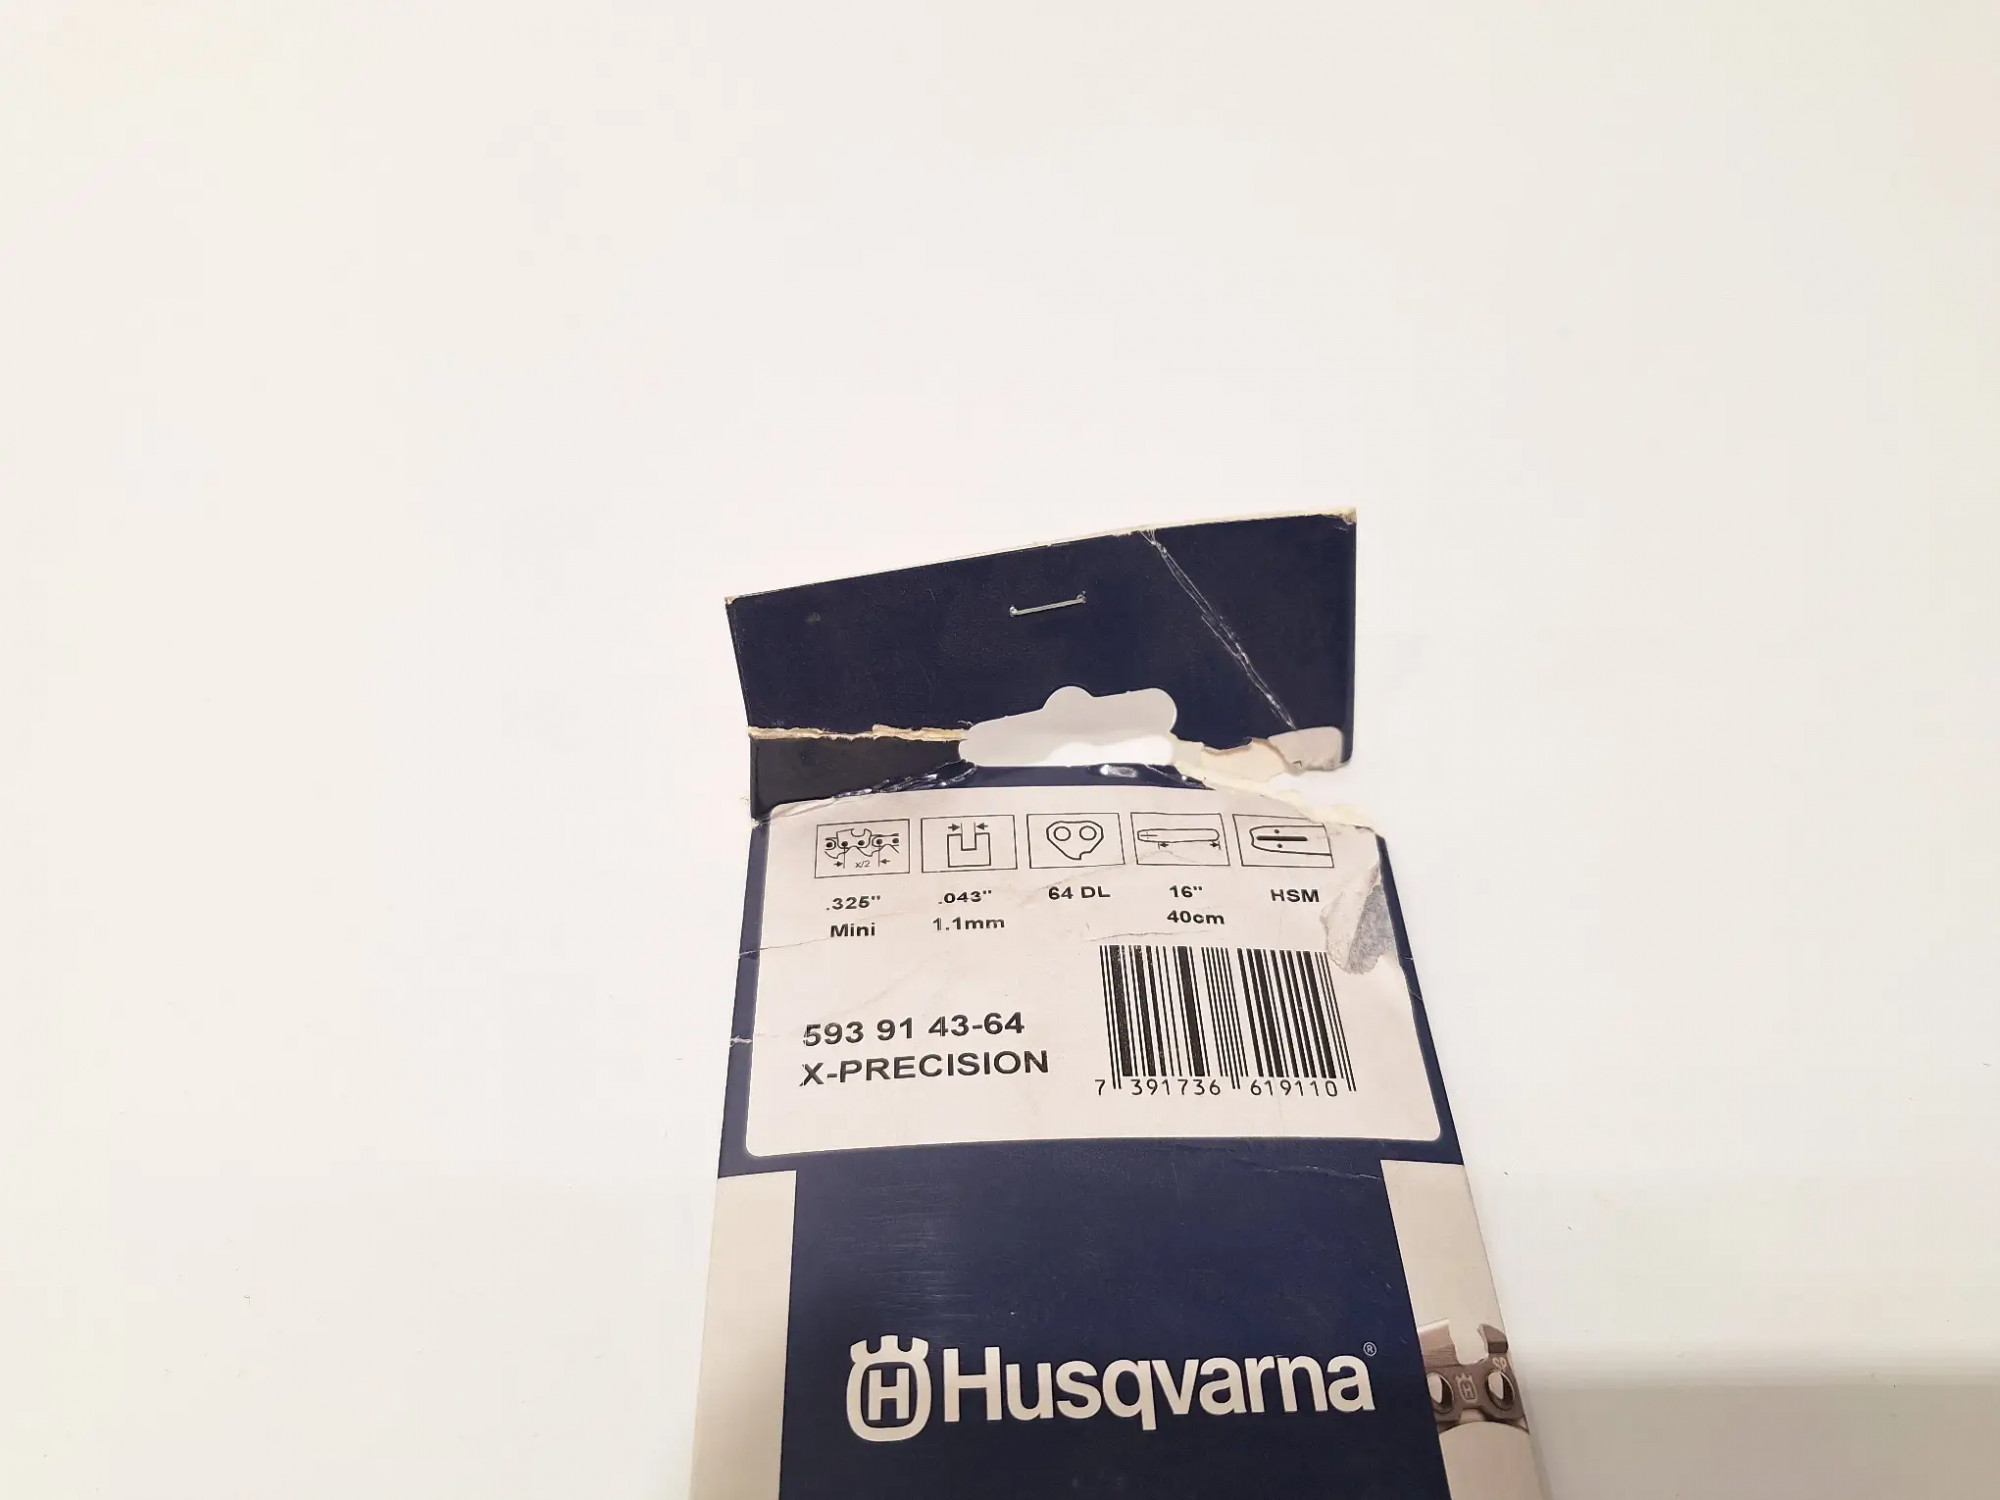 x/2
.325" .043" 64 DL 16" HSM
Mini 1.1mm 40cm
593 91 43-64
X-PRECISION
7 391736 619110
H Husqvarna®
H